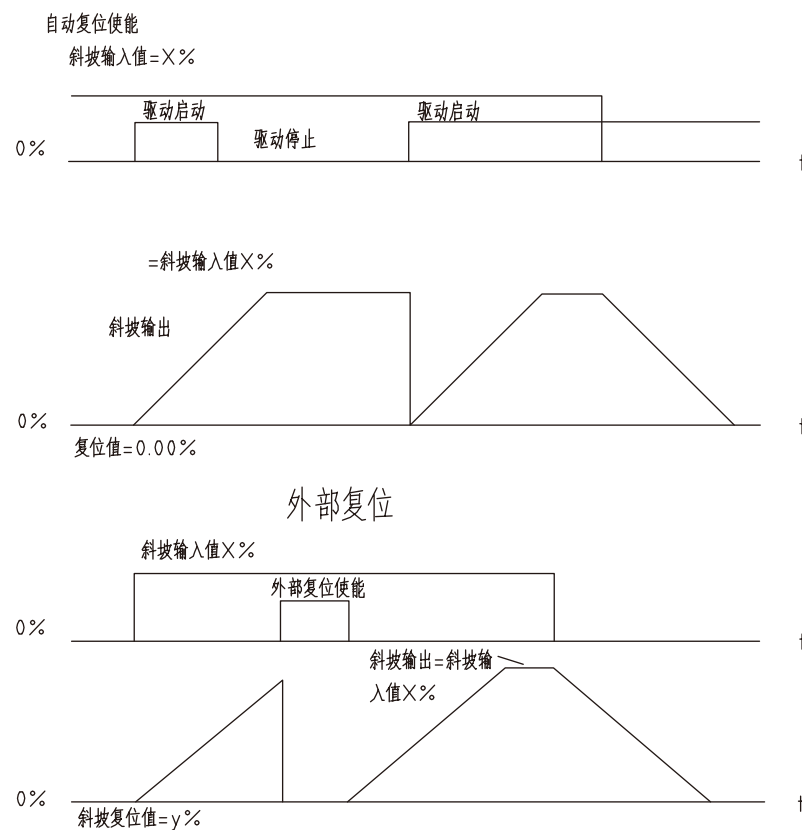 自动复位使能
斜坡输入值=X%
驱动启动
驱动启动
驱动停止
0%
t
=斜坡输入值X%
斜坡输出
0%
t
复位值=0.00%
外部复位
斜坡输入值X%
外部复位使能
0%
t
斜坡输出=斜坡输
入值X%
0%
t
斜坡复位值=y%